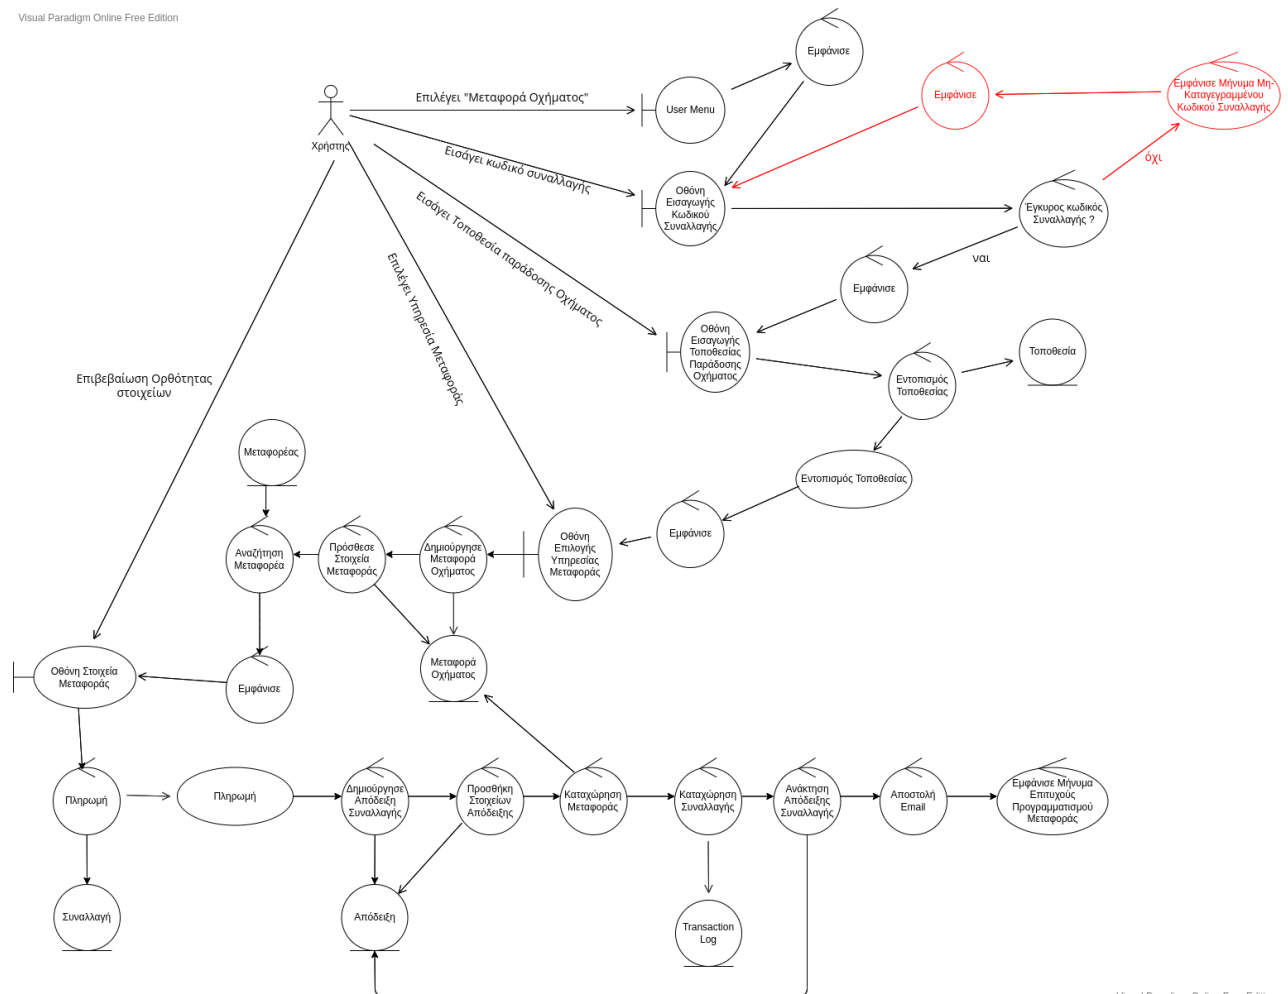 Visual Paradigm Online Free Edition
Εμφάνισε
Επιλέγει "Μεταφορά Οχήματος"
User Menu
Εμφάνισε
Εμφάνισε Μήνυμα Μη-
Καταγεγραμμένου
Κωδικού Συναλλαγής
Χρήστης
Εισάγει κωδικό συναλλαγής
όχι
Οθόνη
Εισαγωγής
Κωδικού
Συναλλαγής
Έγκυρος κωδικός
Συναλλαγής ?
Εισάγει Τοποθεσία παράδοσης Οχήματος
ναι
Εμφάνισε
Επιλέγει Υπηρεσία Μεταφοράς
Οθόνη
Εισαγωγής
Τοποθεσίας
Παράδοσης
Οχήματος
Τοποθεσία
Εντοπισμός
Τοποθεσίας
Επιβεβαίωση Ορθότητας
στοιχείων
Μεταφορέας
Εντοπισμός Τοποθεσίας
Εμφάνισε
Οθόνη
Επιλογής
Υπηρεσίας
Μεταφοράς
Δημιούργησε
Μεταφορά
Οχήματος
Πρόσθεσε
Στοιχεία
Μεταφοράς
Αναζήτηση
Μεταφορέα
Μεταφορά
Οχήματος
Οθόνη Στοιχεία
Μεταφοράς
Εμφάνισε
Πληρωμή
Πληρωμή
Δημιούργησε
Απόδειξη
Συναλλαγής
Προσθήκη
Στοιχείων
Απόδειξης
Καταχώρηση
Μεταφοράς
Καταχώρηση
Συναλλαγής
Ανάκτηση
Απόδειξης
Συναλλαγής
Αποστολή
Email
Εμφάνισε Μήνυμα
Επιτυχούς
Προγραμματισμού
Μεταφοράς
Συναλλαγή
Απόδειξη
Transaction
Log